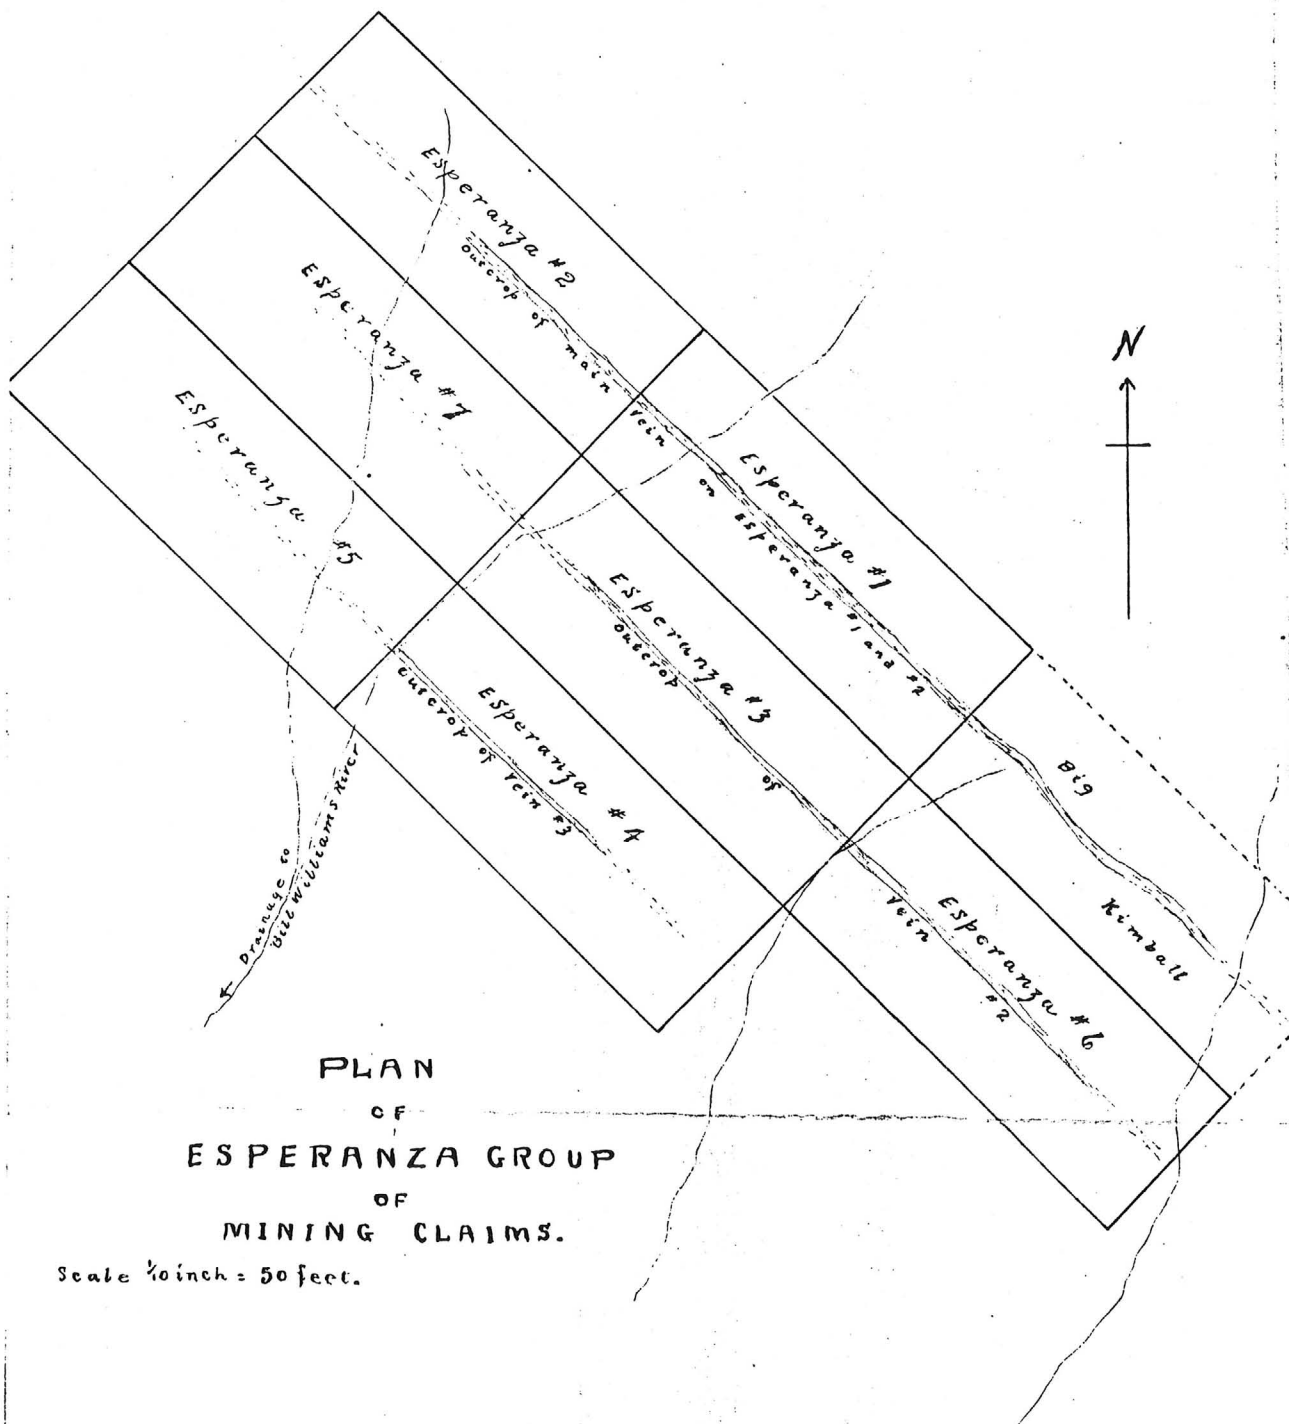 Esperanza #2
outcrop of main vein on Esperanza #1 and #2
Esperanza #7
Esperanza #5
N
Esperanza #1
Esperanza #3
outcrop of vein #2
Esperanza #4
outcrop of vein #3
Big Kimball
Esperanza #6
Drainage to
Bill Williams River
PLAN
OF
ESPERANZA GROUP
OF
MINING CLAIMS.
Scale 1/10 inch = 50 feet.